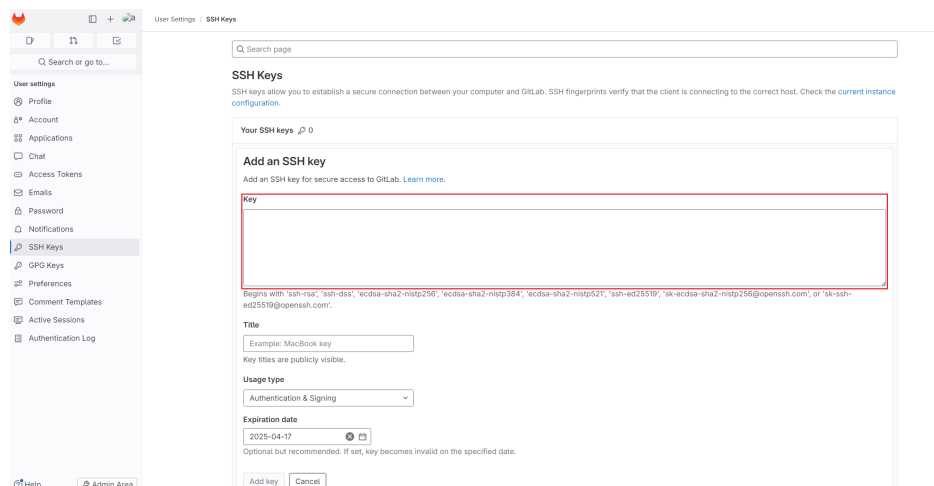 User Settings / SSH Keys
Search or go to...
User settings
Profile
Account
Applications
Chat
Access Tokens
Emails
Password
Notifications
SSH Keys
GPG Keys
Preferences
Comment Templates
Active Sessions
Authentication Log
Help
Admin Area
Search page
SSH Keys
SSH keys allow you to establish a secure connection between your computer and GitLab. SSH fingerprints verify that the client is connecting to the correct host. Check the current instance
configuration.
Your SSH keys 0
Add an SSH key
Add an SSH key for secure access to GitLab. Learn more.
Key
Begins with 'ssh-rsa', 'ssh-dss', 'ecdsa-sha2-nistp256', 'ecdsa-sha2-nistp384', 'ecdsa-sha2-nistp521', 'ssh-ed25519', 'sk-ecdsa-sha2-nistp256@openssh.com', or 'sk-ssh-
ed25519@openssh.com'.
Title
Example: MacBook key
Key titles are publicly visible.
Usage type
Authentication & Signing
Expiration date
2025-04-17
Optional but recommended. If set, key becomes invalid on the specified date.
Add key Cancel